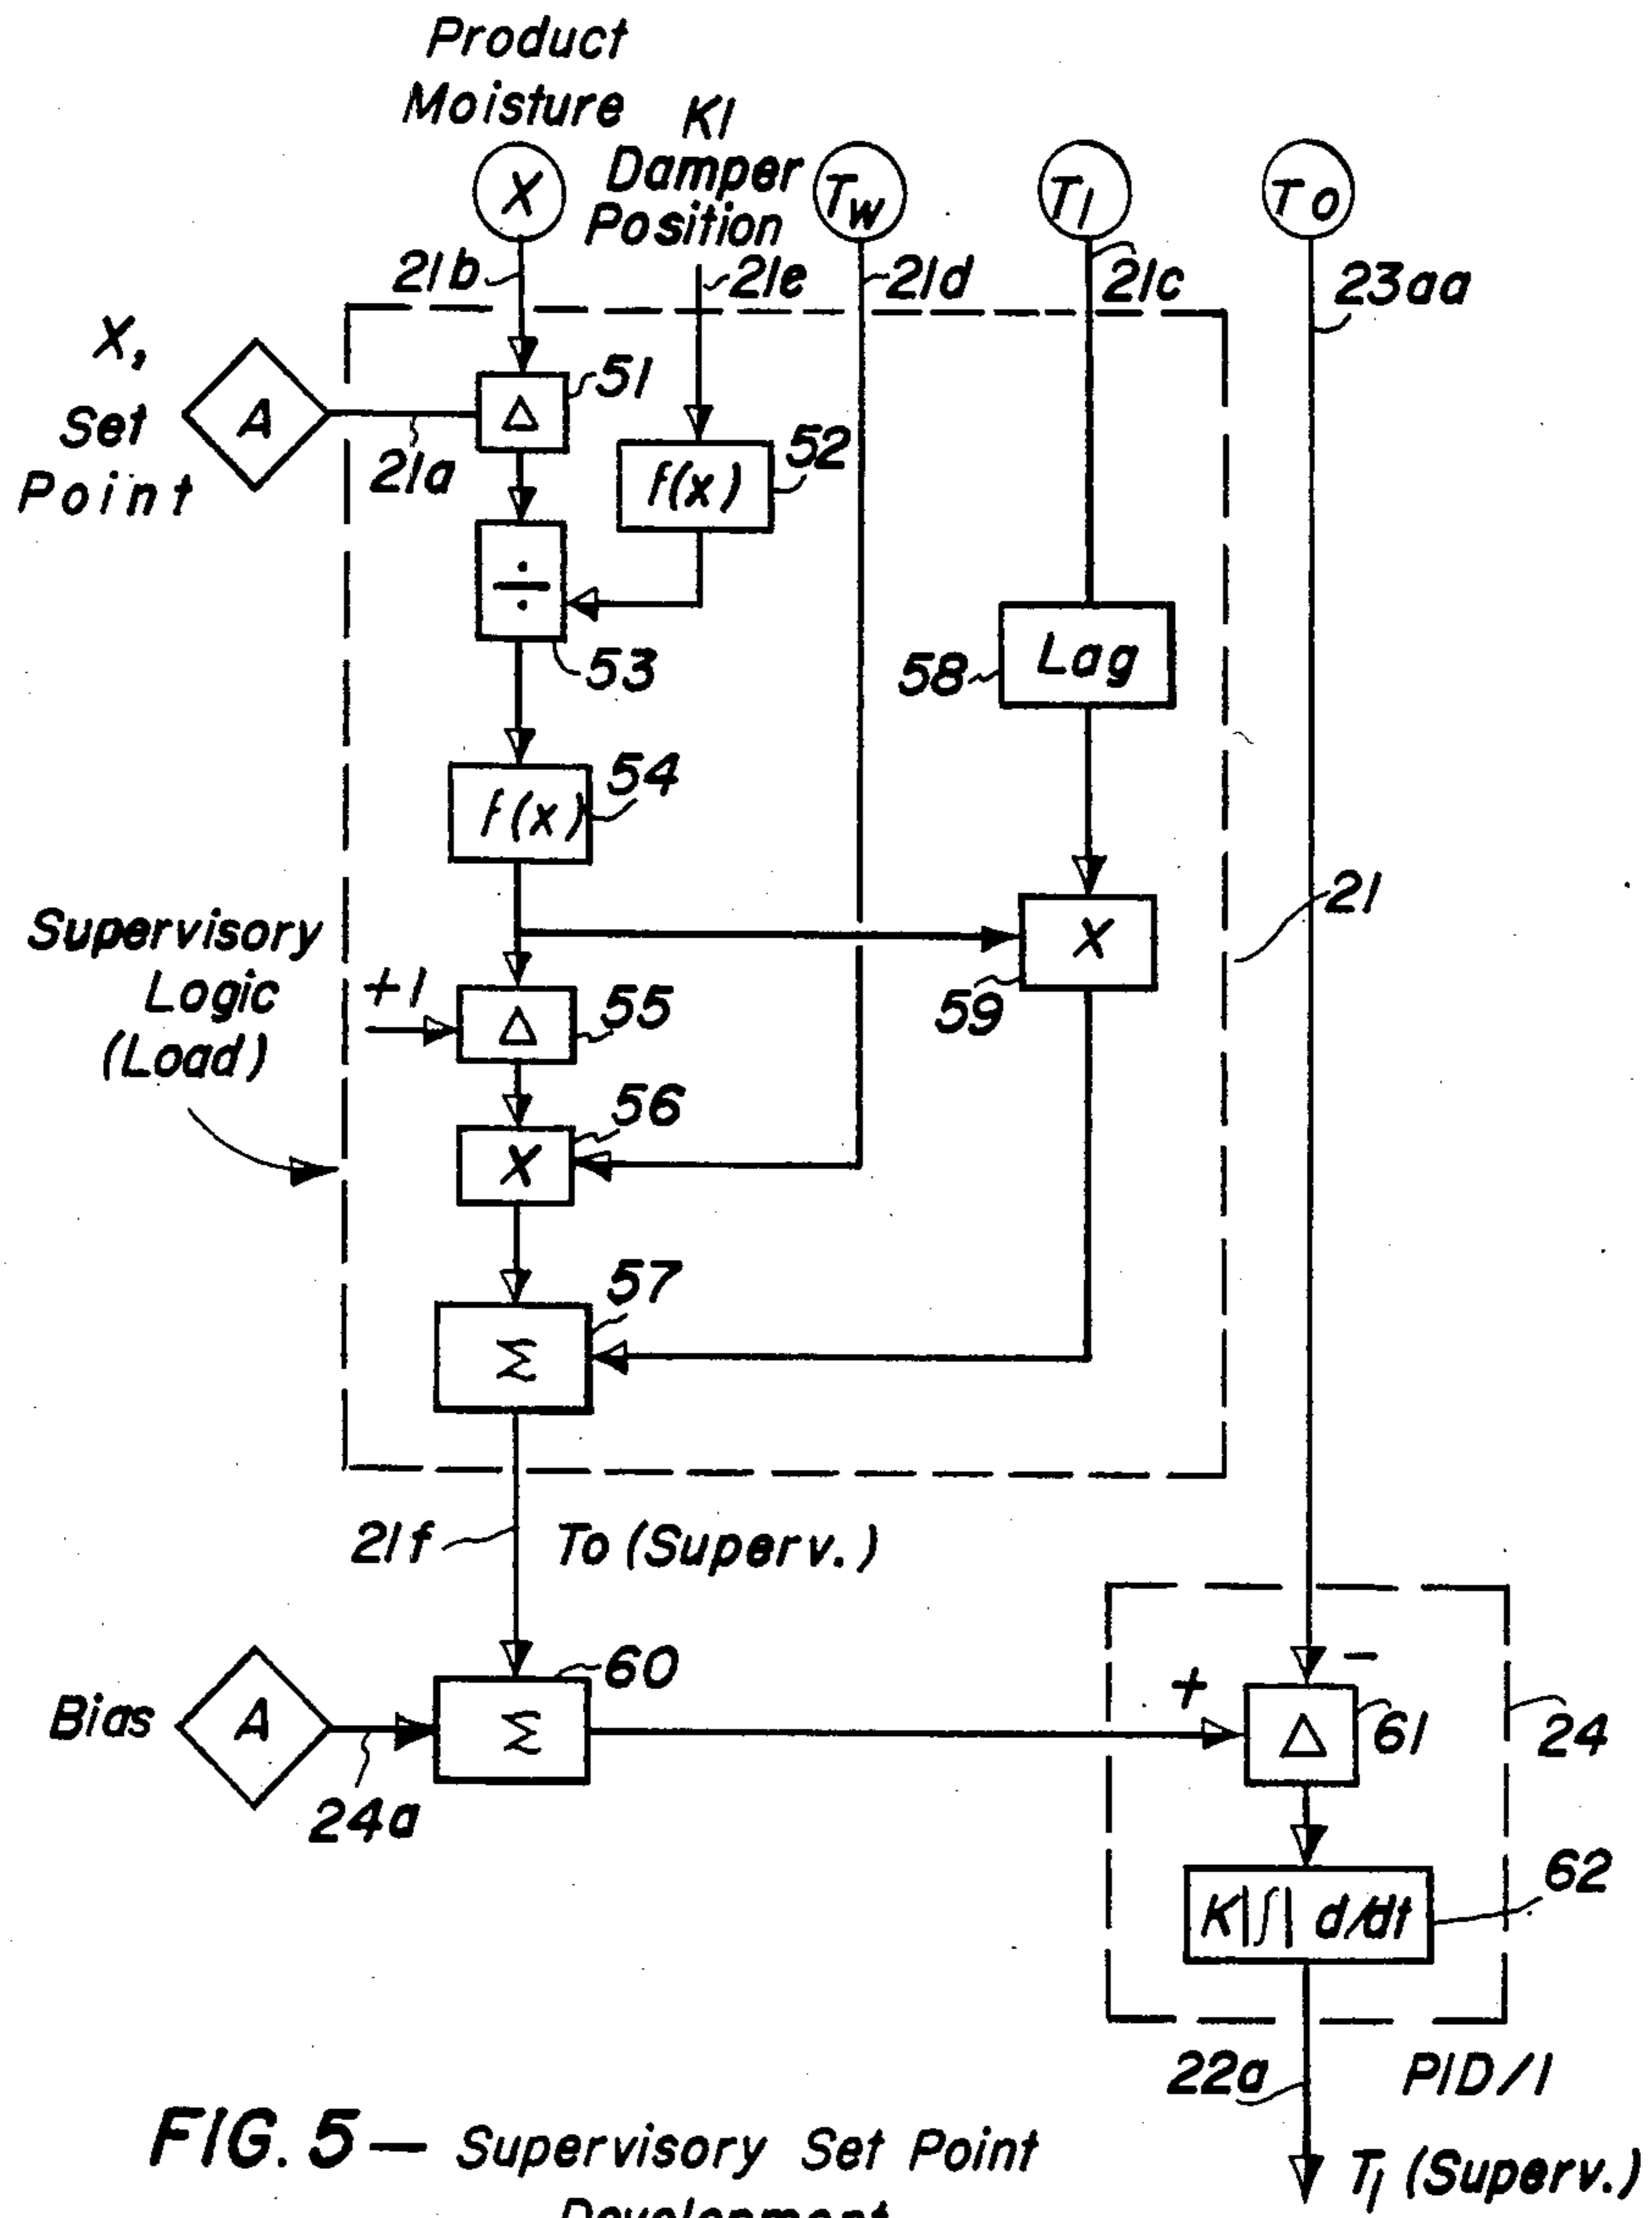 Product
Moisture
K1
Damper
Position
X
Tw
T1
To
21b
21e
21d
21c
23aa
X,
Set
Point
A
21a
Δ
51
f(x)
52
÷
53
Lag
58
f(x)
54
Supervisory
Logic
(Load)
+1
Δ
55
X
59
21
X
56
Σ
57
21f
To (Superv.)
Bias
A
24a
Σ
60
+
-
Δ
61
24
K|∫| d/dt
62
22a
PID/1
T1 (Superv.)
FIG. 5 — Supervisory Set Point
Development